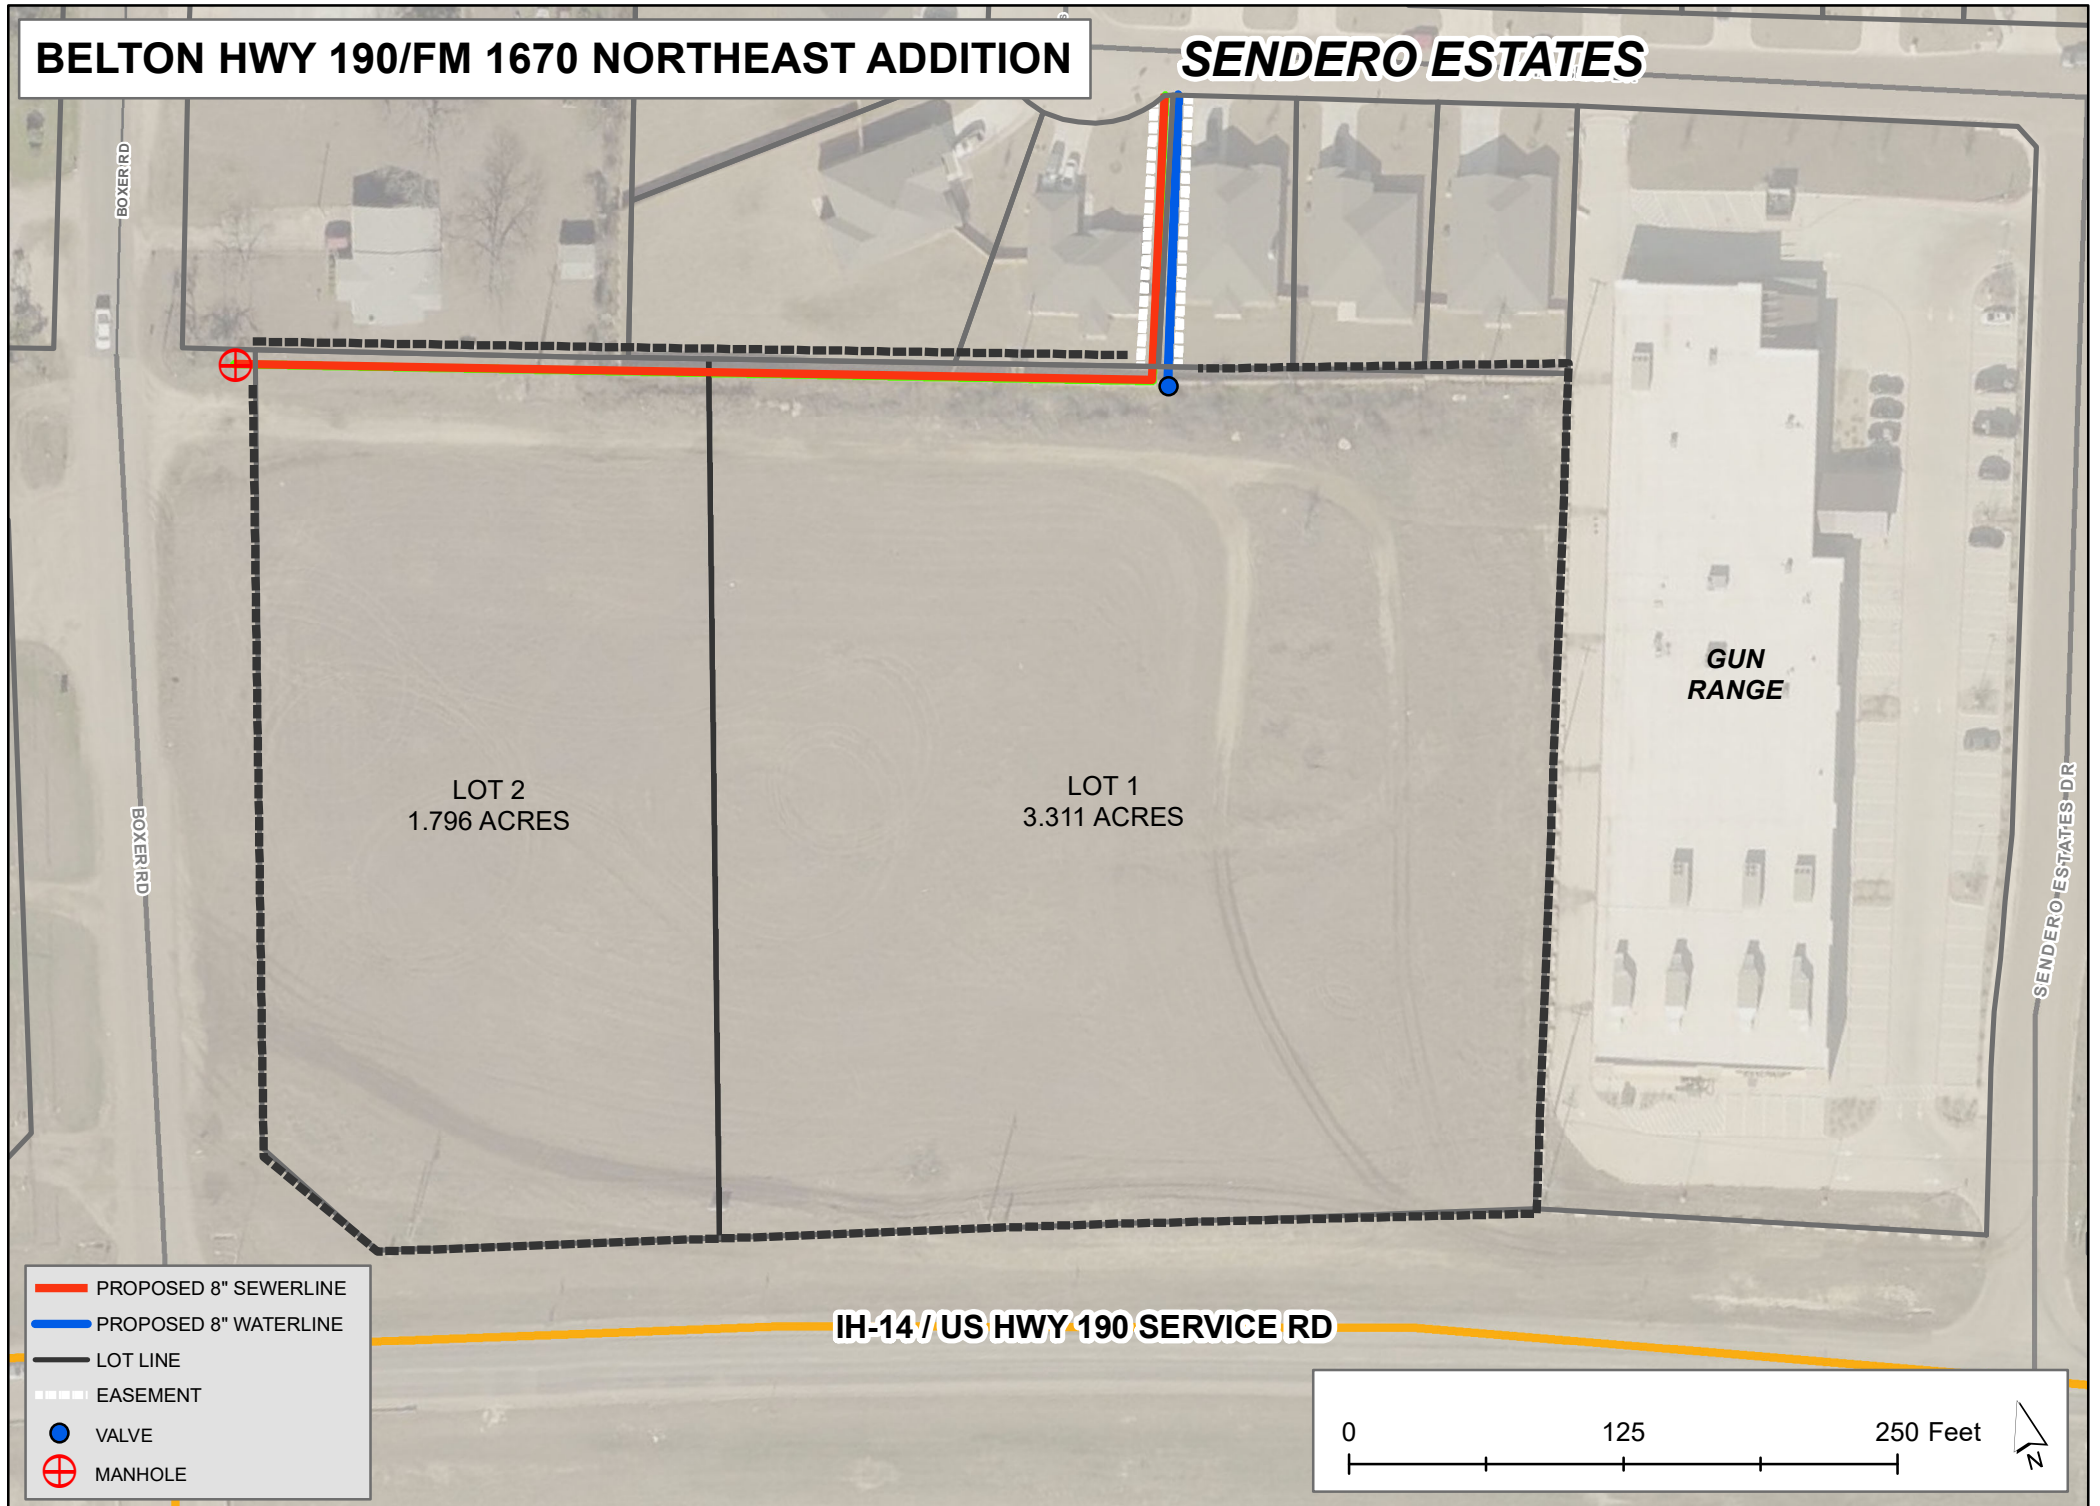 BELTON HWY 190/FM 1670 NORTHEAST ADDITION
SENDERO ESTATES
BOXER RD
GUN
RANGE
LOT 2
1.796 ACRES
LOT 1
3.311 ACRES
BOXER RD
SENDERO ESTATES DR
PROPOSED 8" SEWERLINE
PROPOSED 8" WATERLINE
LOT LINE
EASEMENT
VALVE
MANHOLE
IH-14 / US HWY 190 SERVICE RD
0 125 250 Feet
N